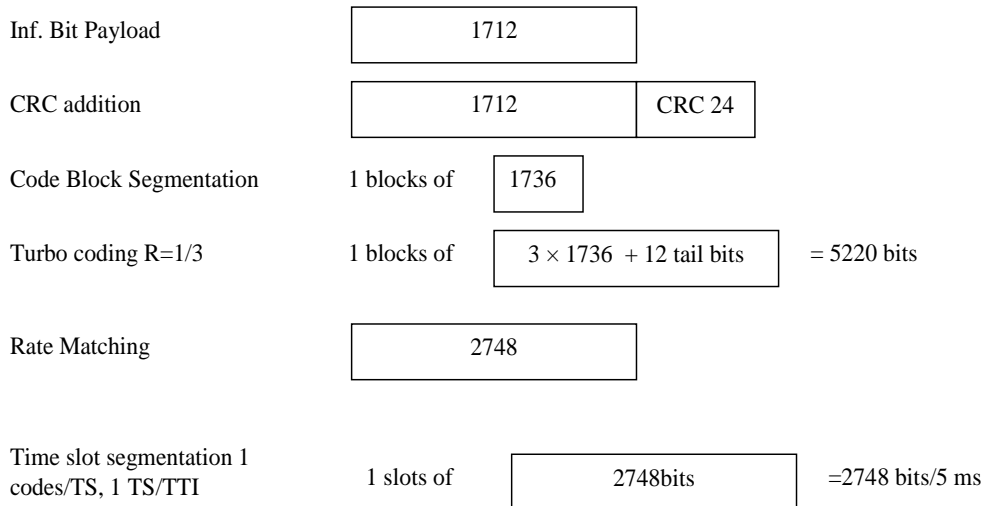 Inf. Bit Payload 1712
CRC addition 1712 CRC 24
Code Block Segmentation 1 blocks of 1736
Turbo coding R=1/3 1 blocks of 3 × 1736 + 12 tail bits = 5220 bits
Rate Matching 2748
Time slot segmentation 1
codes/TS, 1 TS/TTI 1 slots of 2748bits =2748 bits/5 ms